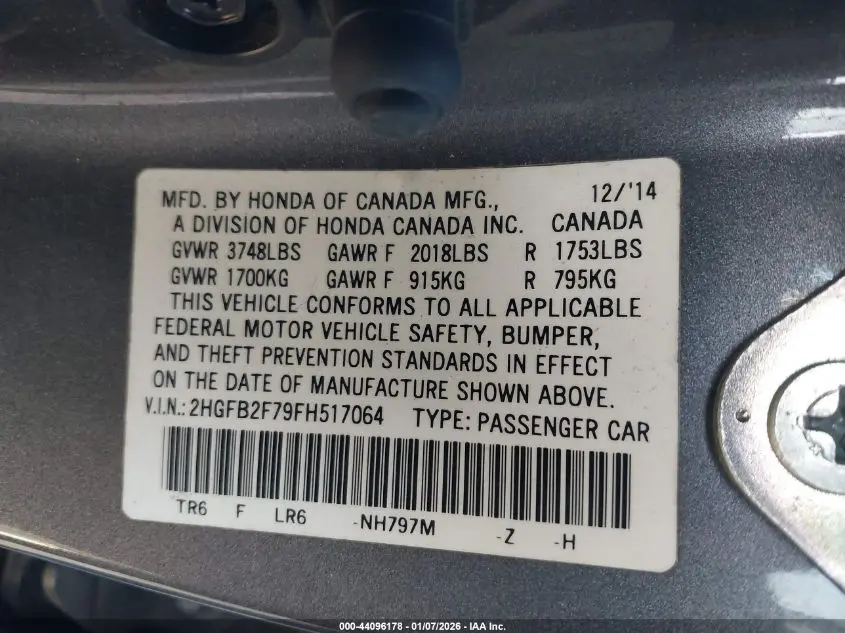 MFD. BY HONDA OF CANADA MFG., 12/'14
A DIVISION OF HONDA CANADA INC. CANADA
GVWR 3748LBS GAWR F 2018LBS R 1753LBS
GVWR 1700KG GAWR F 915KG R 795KG
THIS VEHICLE CONFORMS TO ALL APPLICABLE
FEDERAL MOTOR VEHICLE SAFETY, BUMPER,
AND THEFT PREVENTION STANDARDS IN EFFECT
ON THE DATE OF MANUFACTURE SHOWN ABOVE.
V.I.N.: 2HGFB2F79FH517064 TYPE: PASSENGER CAR
TR6 F LR6 -NH797M -Z -H
000-44096178 - 01/07/2026 - IAA Inc.